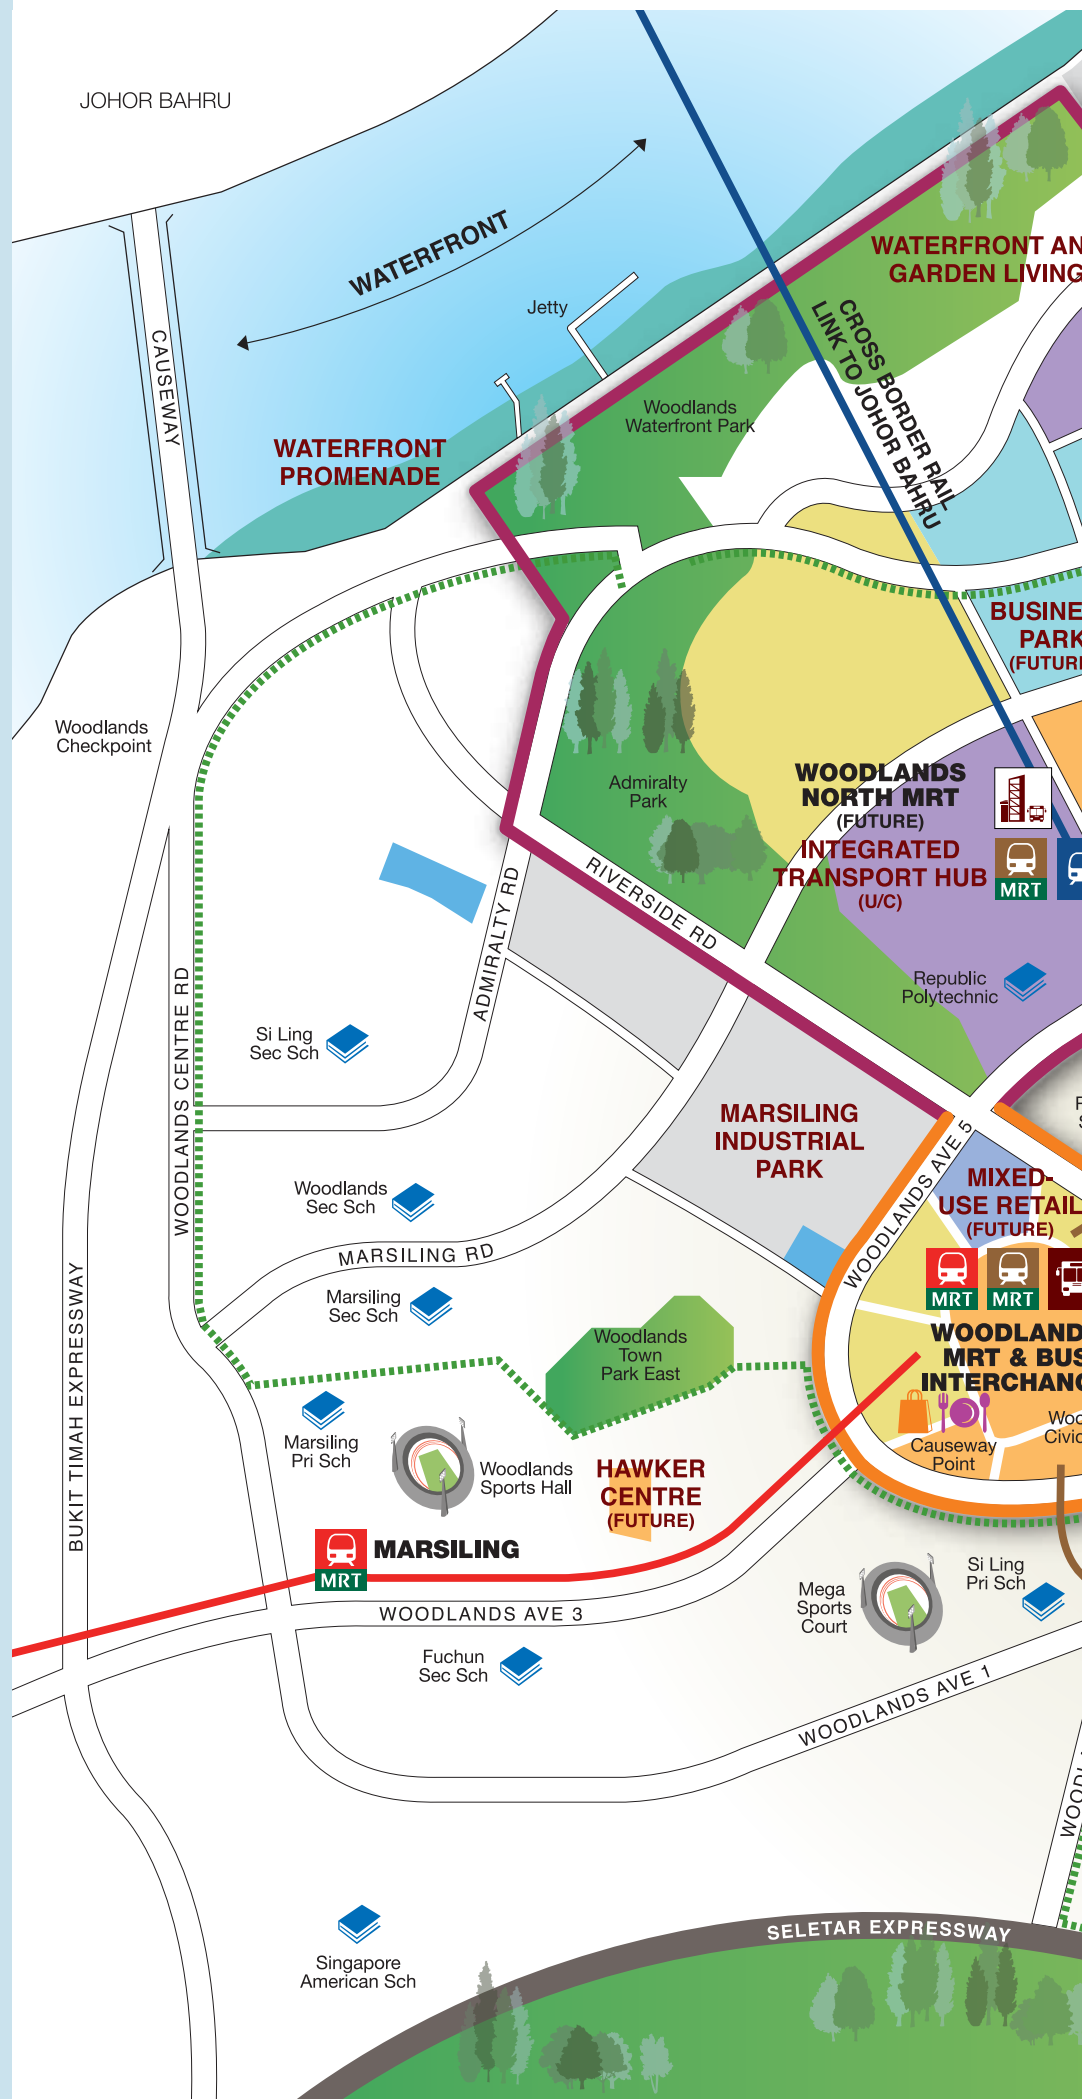 JOHOR BAHRU
WATERFRONT
Jetty
CAUSEWAY
WATERFRONT
PROMENADE
WATERFRONT AN
GARDEN LIVING
CROSS BORDER RAIL
LINK TO JOHOR BAHRU
Woodlands
Waterfront Park
BUSINE
PARK
(FUTURE
Woodlands
Checkpoint
Admiralty
Park
WOODLANDS
NORTH MRT
(FUTURE)
INTEGRATED
TRANSPORT HUB
(U/C)
MRT
RIVERSIDE RD
ADMIRALTY RD
Republic
Polytechnic
WOODLANDS CENTRE RD
Si Ling
Sec Sch
MARSILING
INDUSTRIAL
PARK
WOODLANDS AVE 5
MIXED-
USE RETAIL
(FUTURE)
MRT
MRT
WOODLAND
MRT & BUS
INTERCHANG
Woodlands
Sec Sch
MARSILING RD
Marsiling
Sec Sch
BUKIT TIMAH EXPRESSWAY
Woodlands
Town
Park East
Causeway
Point
Woo
Civic
Marsiling
Pri Sch
Woodlands
Sports Hall
HAWKER
CENTRE
(FUTURE)
MRT
MARSILING
WOODLANDS AVE 3
Mega
Sports
Court
Si Ling
Pri Sch
Fuchun
Sec Sch
WOODLANDS AVE 1
WOODL
SELETAR EXPRESSWAY
Singapore
American Sch